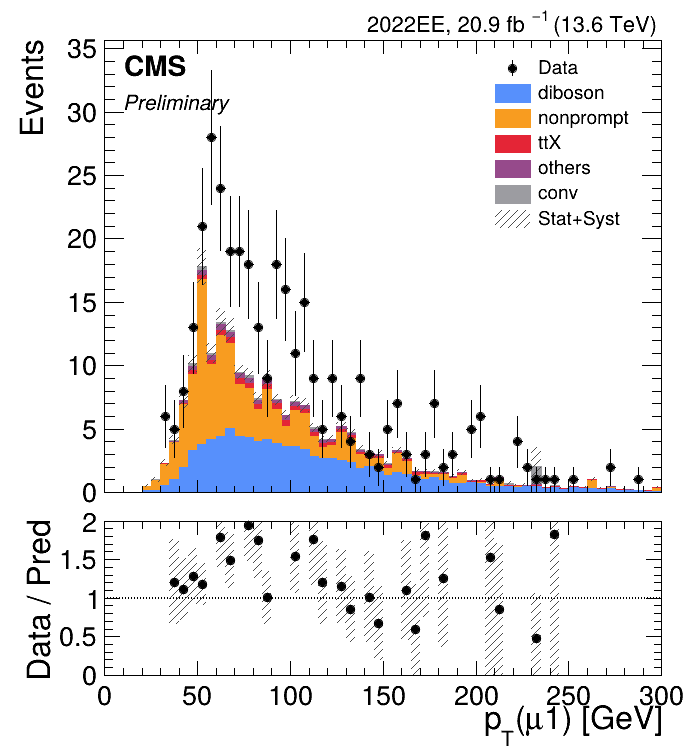 2022EE, 20.9 fb⁻¹ (13.6 TeV)
CMS
Preliminary
Events
35
30
25
20
15
10
5
0
Data
diboson
nonprompt
ttX
others
conv
Stat+Syst
Data / Pred
2
1.5
1
0.5
0
0 50 100 150 200 250 300
p_T(μ1) [GeV]